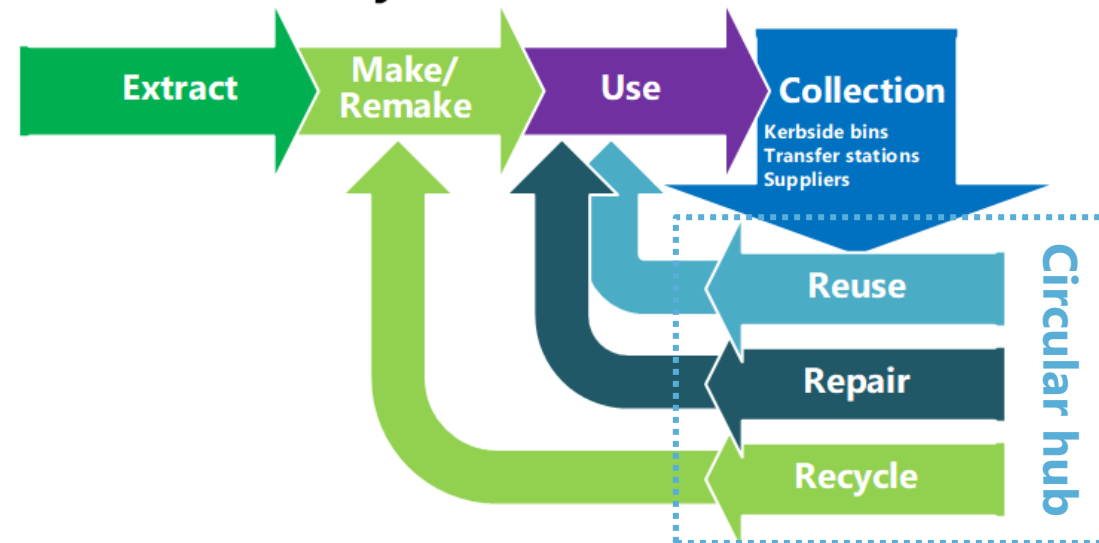 Extract
Make/
Remake
Use
Collection
Kerbside bins
Transfer stations
Suppliers
Reuse
Repair
Recycle
Circular hub